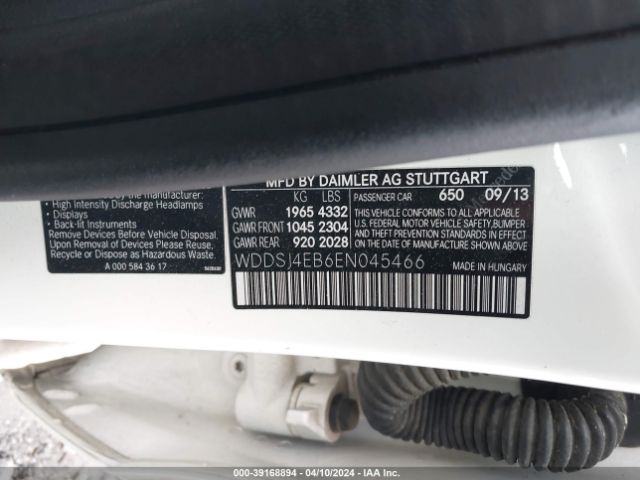 by the manufacturer:
• High Intensity Discharge Headlamps
• Displays
• Back-lit Instruments
Remove Devices Before Vehicle Disposal.
Upon Removal of Devices Please Reuse,
Recycle or Dispose as Hazardous Waste.
A 000 584 36 17
MFD BY DAIMLER AG STUTTGART
KG LBS
PASSENGER CAR 650 09/13
GVWR 1965 4332
GAWR FRONT 1045 2304
GAWR REAR 920 2028
THIS VEHICLE CONFORMS TO ALL APPLICABLE
U.S. FEDERAL MOTOR VEHICLE SAFETY, BUMPER
AND THEFT PREVENTION STANDARDS IN EFFECT
ON THE DATE OF MANUFACTURE SHOWN ABOVE.
WDDSJ4EB6EN045466
MADE IN HUNGARY
000-39168894 - 04/10/2024 - IAA Inc.